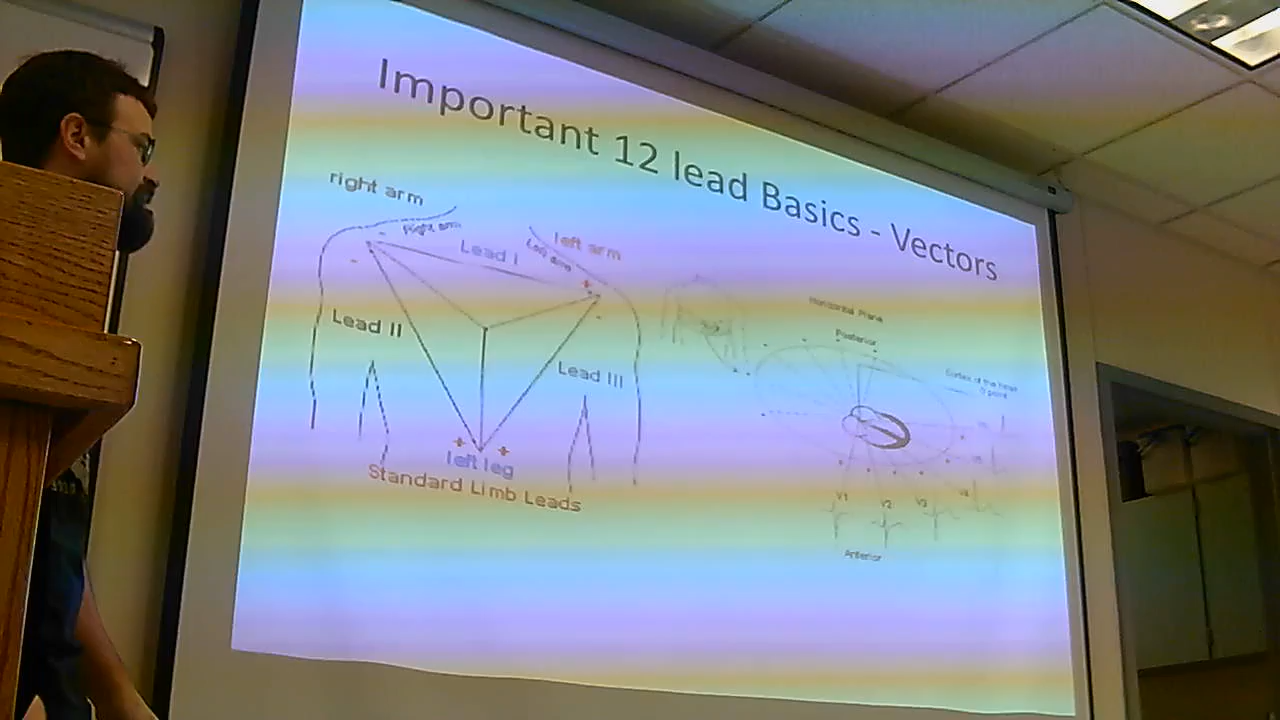 Important 12 lead Basics - Vectors
right arm
Right arm
left arm
Left arm
Lead I
Lead II
Lead III
left leg
Standard Limb Leads
Horizontal Plane
Posterior
V1
V2
V3
V4
Anterior